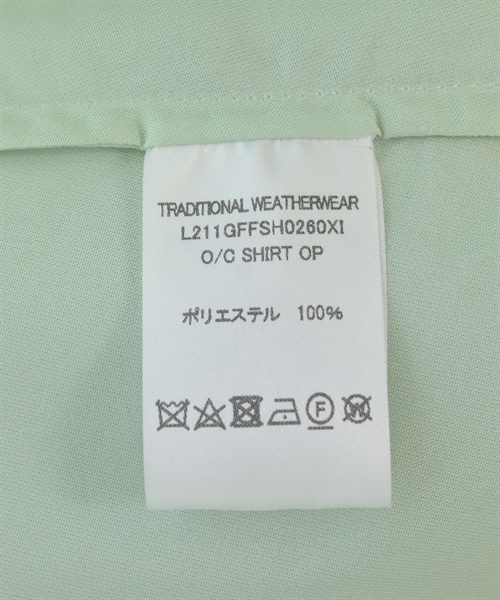 TRADITIONAL WEATHERWEAR
L211GFFSH0260XI
O/C SHIRT OP
ポリエステル 100%
F W